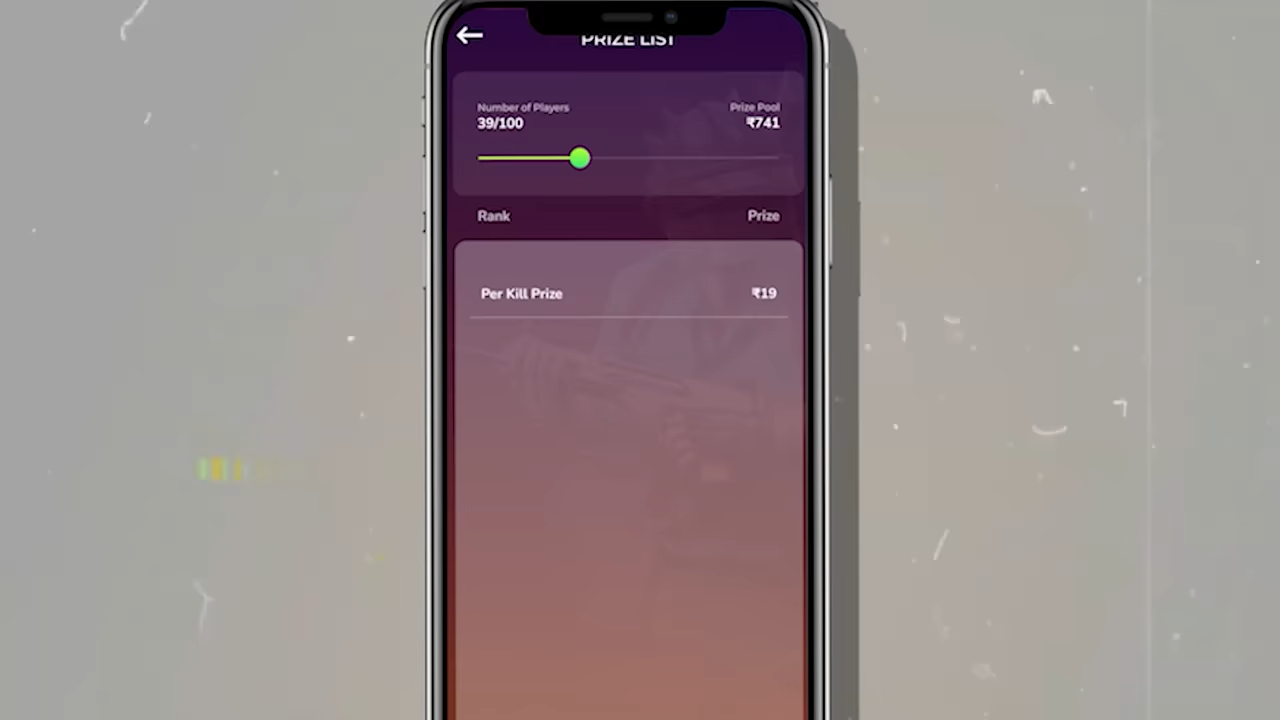 PRIZE LIST
Number of Players
Prize Pool
39/100
₹741
Rank
Prize
Per Kill Prize
₹19